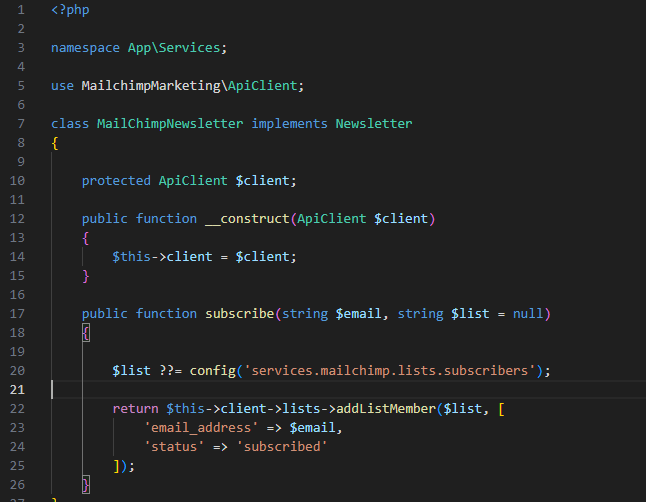 1 <?php
2
3 namespace App\Services;
4
5 use MailchimpMarketing\ApiClient;
6
7 class MailChimpNewsletter implements Newsletter
8 {
9
10 protected ApiClient $client;
11
12 public function __construct(ApiClient $client)
13 {
14 $this->client = $client;
15 }
16
17 public function subscribe(string $email, string $list = null)
18 {
19
20 $list ??= config('services.mailchimp.lists.subscribers');
21
22 return $this->client->lists->addListMember($list, [
23 'email_address' => $email,
24 'status' => 'subscribed'
25 ]);
26 }
27 }